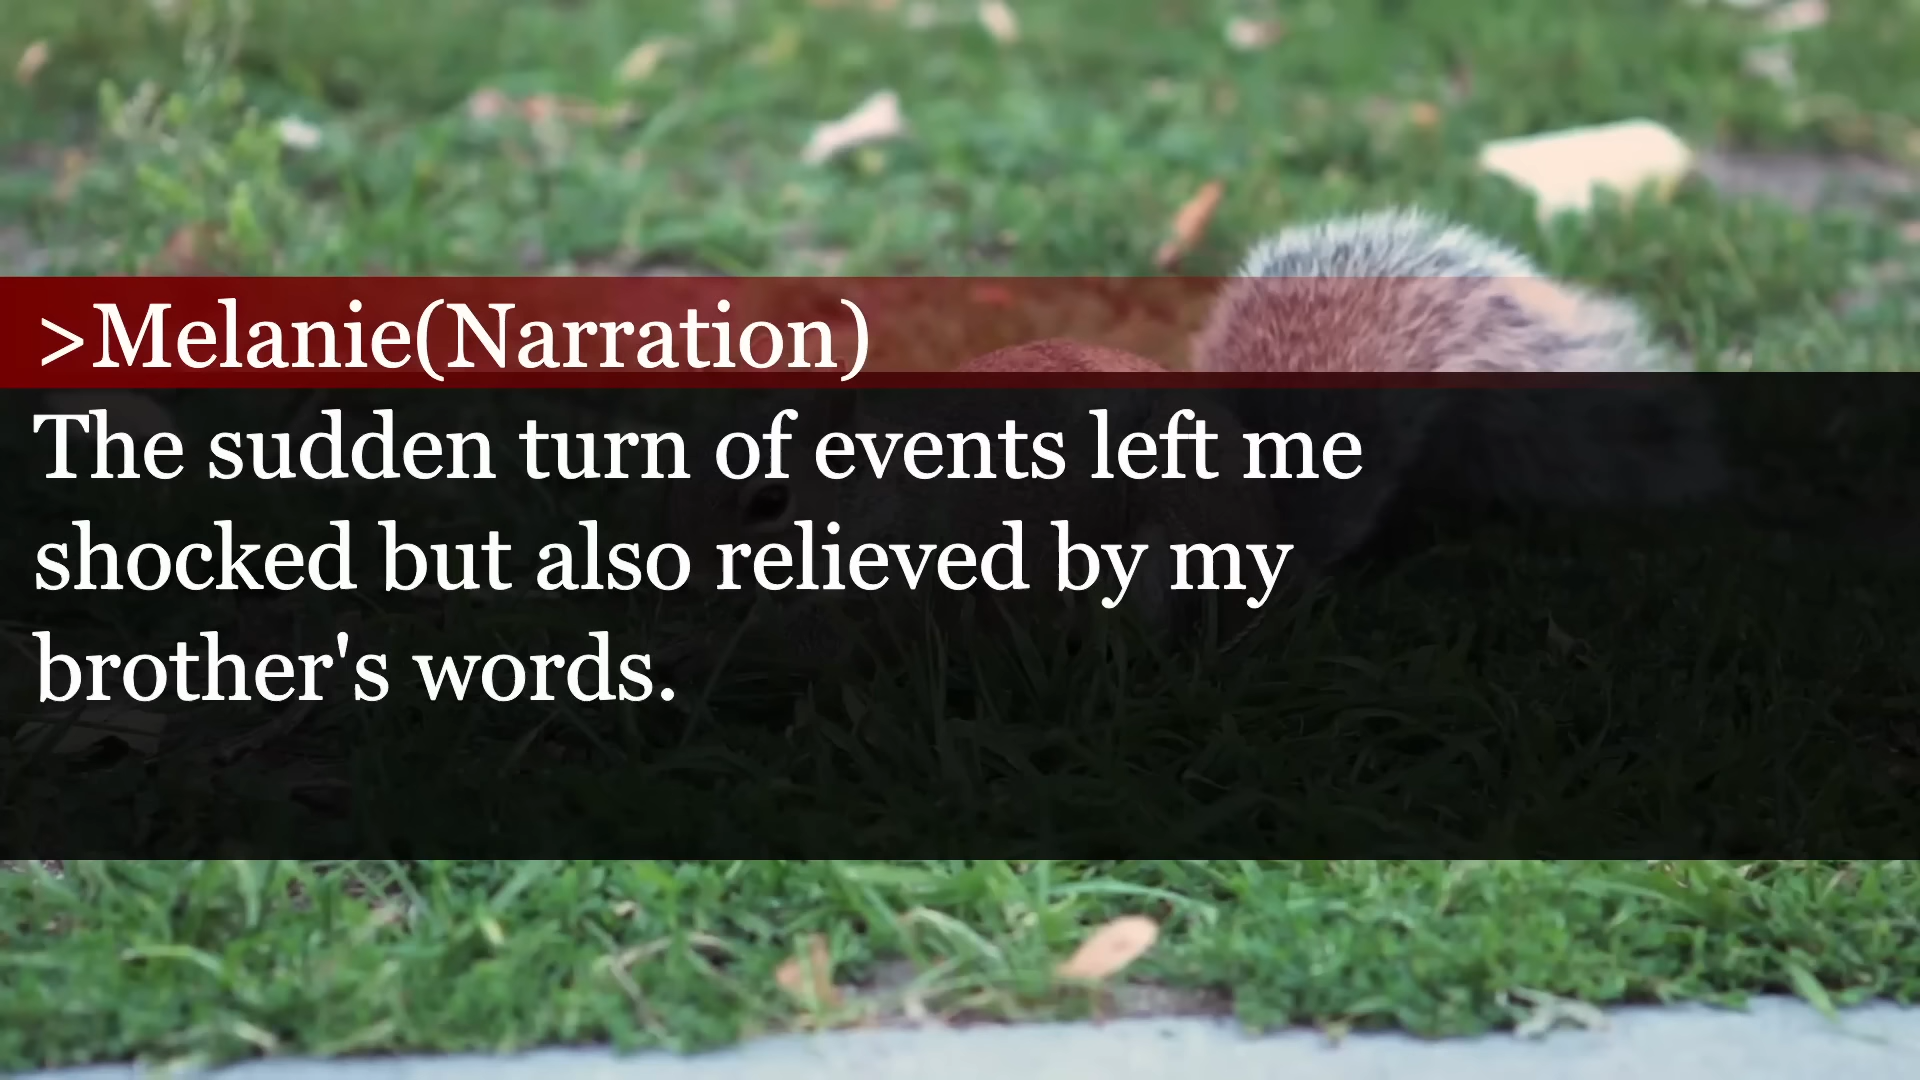 >Melanie(Narration)
The sudden turn of events left me
shocked but also relieved by my
brother's words.